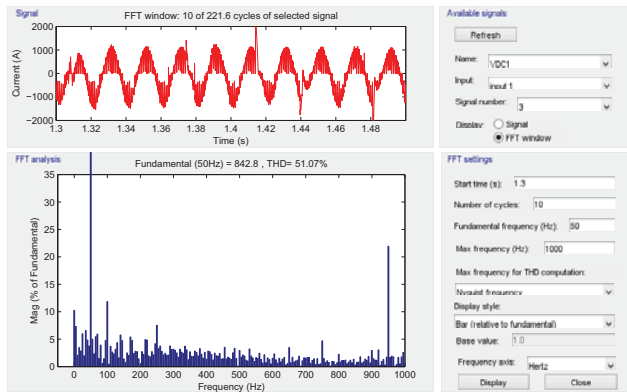 Signal
FFT window: 10 of 221.6 cycles of selected signal
2000
1000
0
−1000
−2000
Current (A)
1.3 1.32 1.34 1.36 1.38 1.4 1.42 1.44 1.46 1.48
Time (s)
FFT analysis
Fundamental (50Hz) = 842.8 , THD= 51.07%
35
30
25
20
15
10
5
0
Mag (% of Fundamental)
0 100 200 300 400 500 600 700 800 900 1000
Frequency (Hz)
Available signals
Refresh
Name: VDC1
Input: input 1
Signal number: 3
Display: Signal
FFT window
FFT settings
Start time (s): 1.3
Number of cycles: 10
Fundamental frequency (Hz): 50
Max frequency (Hz): 1000
Max frequency for THD computation:
Nyquist frequency
Display style:
Bar (relative to fundamental)
Base value: 1.0
Frequency axis: Hertz
Display Close